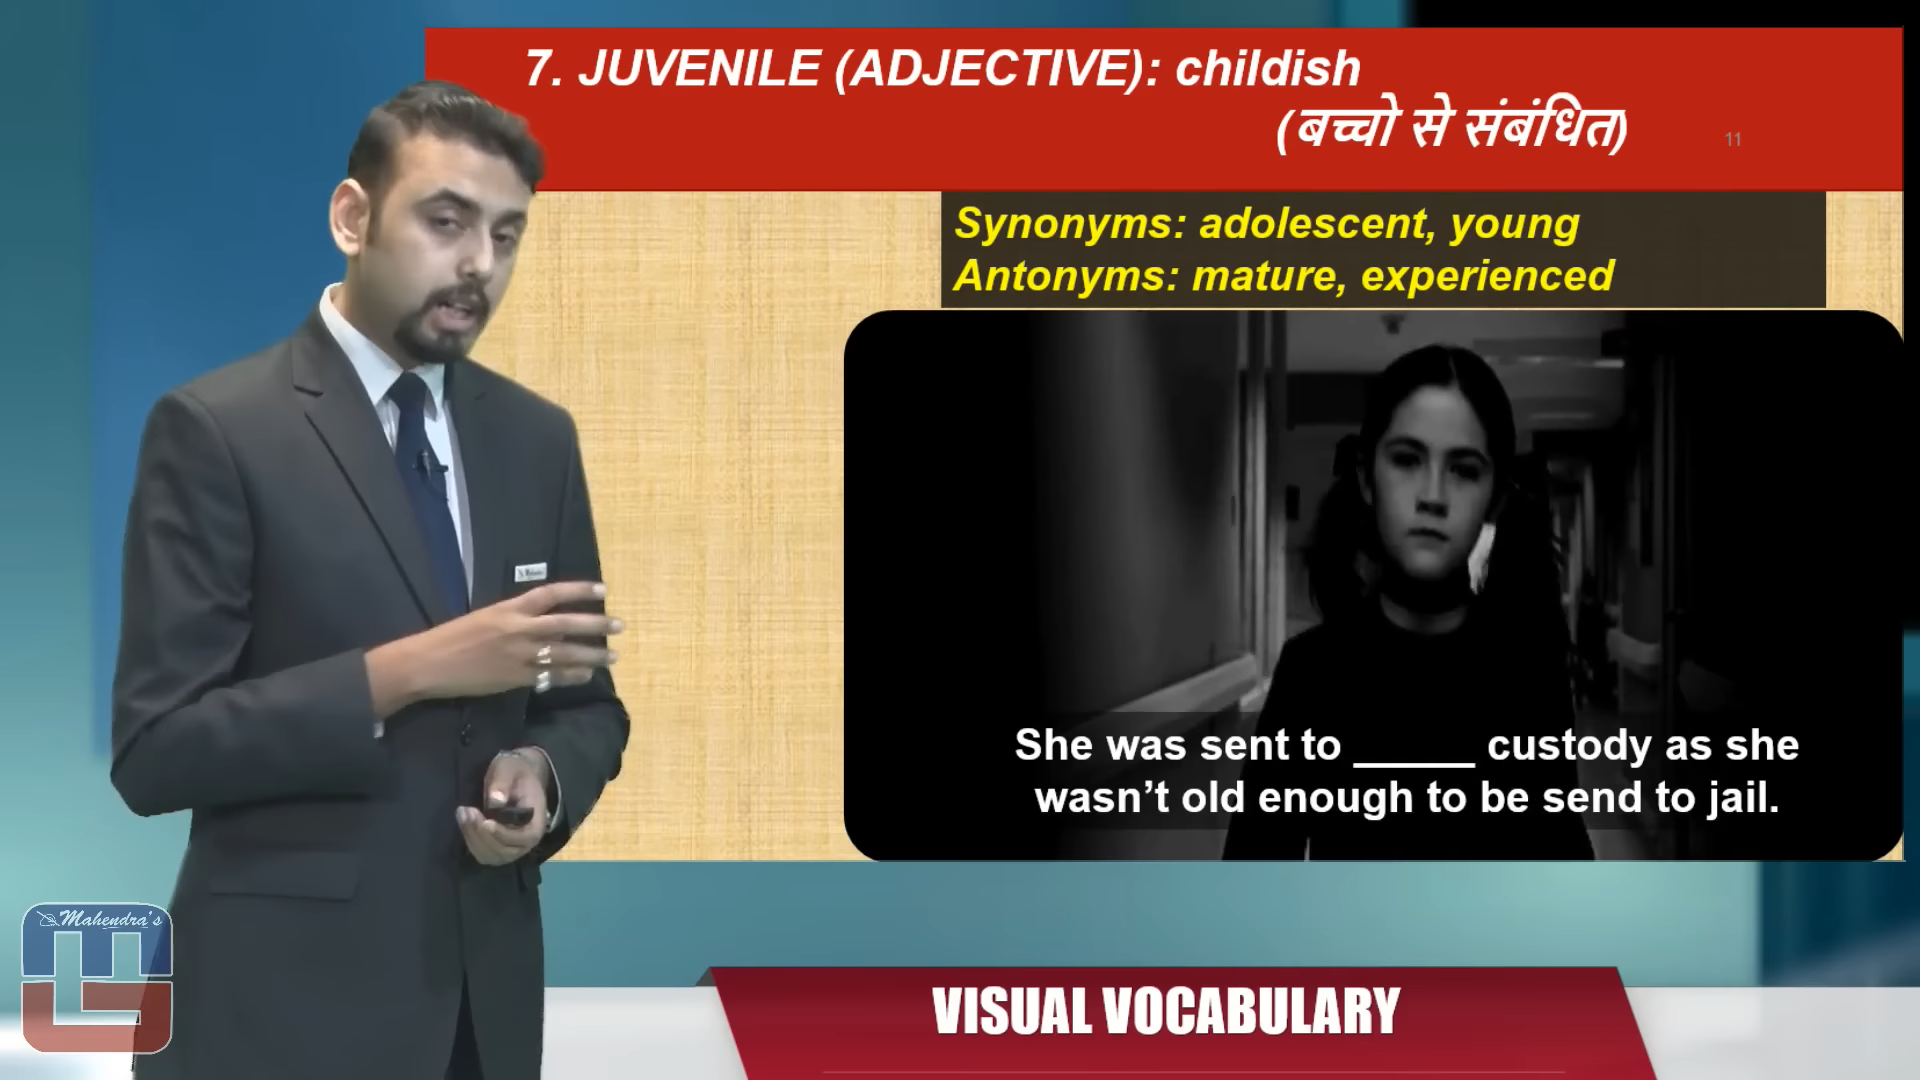 7. JUVENILE (ADJECTIVE): childish
(बच्चो से संबंधित)
11
Synonyms: adolescent, young
Antonyms: mature, experienced
She was sent to _____ custody as she
wasn’t old enough to be send to jail.
Mahendra's
VISUAL VOCABULARY